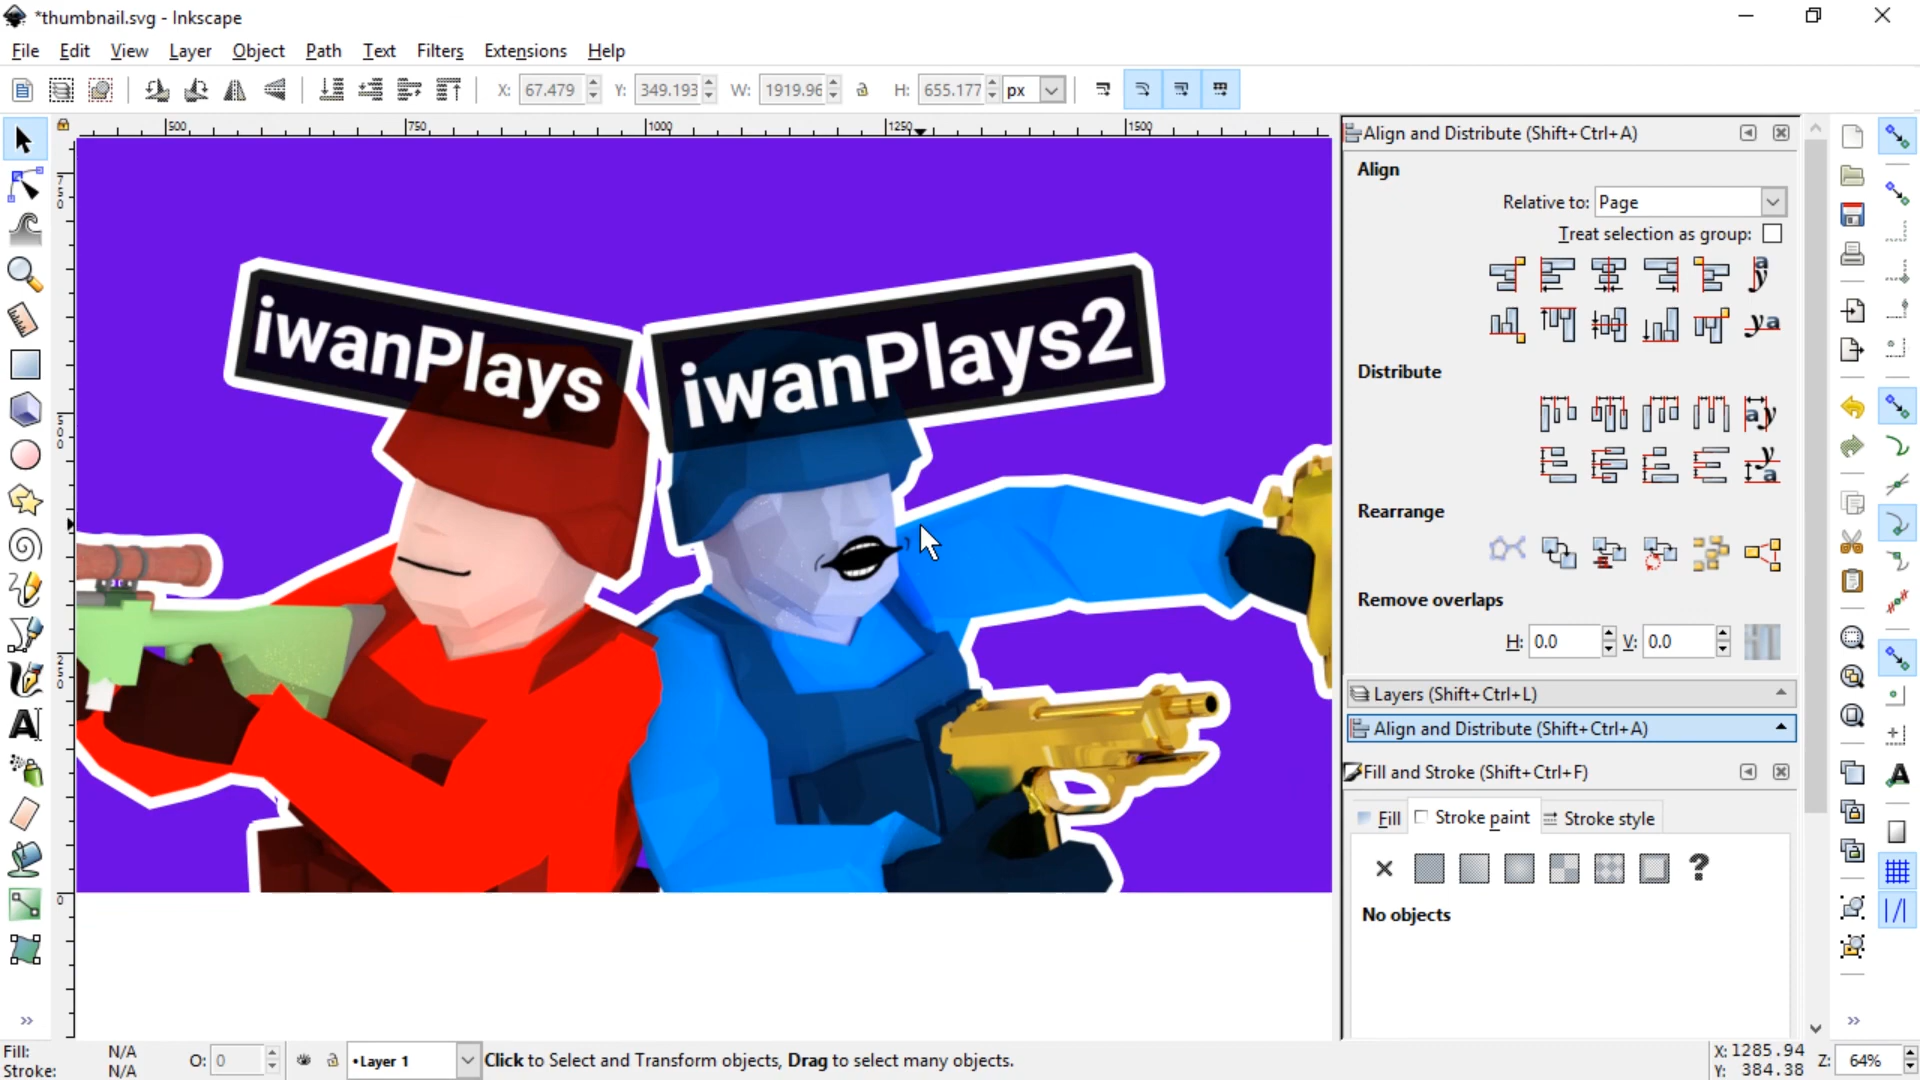 *thumbnail.svg - Inkscape
File Edit View Layer Object Path Text Filters Extensions Help
X: 67.479 Y: 349.193 W: 1919.96 H: 655.177 px
500 750 1000 1250 1500
Align and Distribute (Shift+Ctrl+A)
Align
Relative to: Page
Treat selection as group:
Distribute
Rearrange
Remove overlaps
H: 0.0 V: 0.0
Layers (Shift+Ctrl+L)
Align and Distribute (Shift+Ctrl+A)
Fill and Stroke (Shift+Ctrl+F)
Fill Stroke paint Stroke style
No objects
750
500
250
0
iwanPlays
iwanPlays2
Fill: N/A
Stroke: N/A
O: 0
•Layer 1
Click to Select and Transform objects, Drag to select many objects.
X: 1285.94
Y: 384.38
Z: 64%